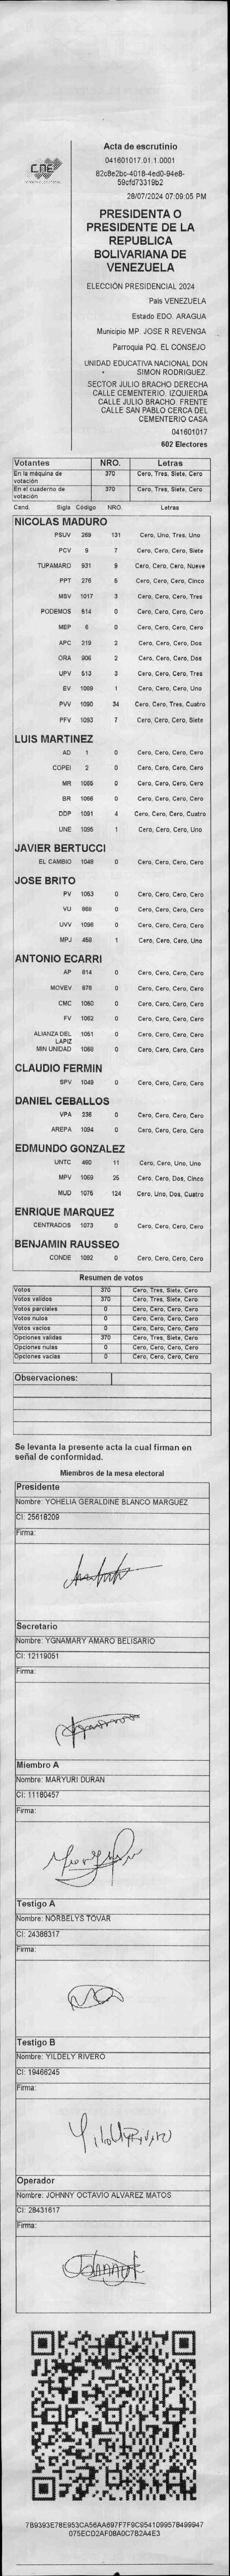 CNE
Acta de escrutinio
041601017.01.1.0001
82c8e2bc-4018-4ed0-94e8-
59cfd73319b2
28/07/2024 07:09:05 PM
PRESIDENTA O
PRESIDENTE DE LA
REPUBLICA
BOLIVARIANA DE
VENEZUELA
ELECCIÓN PRESIDENCIAL 2024
País VENEZUELA
Estado EDO. ARAGUA
Municipio MP. JOSE R REVENGA
Parroquia PQ. EL CONSEJO
UNIDAD EDUCATIVA NACIONAL DON
SIMON RODRIGUEZ.
SECTOR JULIO BRACHO DERECHA
CALLE CEMENTERIO. IZQUIERDA
CALLE JULIO BRACHO. FRENTE
CALLE SAN PABLO CERCA DEL
CEMENTERIO CASA
041601017
602 Electores
Votantes NRO. Letras
En la máquina de votación 370 Cero, Tres, Siete, Cero
En el cuaderno de votación 370 Cero, Tres, Siete, Cero
Cand. Sigla Código NRO. Letras
NICOLAS MADURO
PSUV 269 131 Cero, Uno, Tres, Uno
PCV 9 7 Cero, Cero, Cero, Siete
TUPAMARO 931 9 Cero, Cero, Cero, Nueve
PPT 276 5 Cero, Cero, Cero, Cinco
MSV 1017 3 Cero, Cero, Cero, Tres
PODEMOS 614 0 Cero, Cero, Cero, Cero
MEP 6 0 Cero, Cero, Cero, Cero
APC 219 2 Cero, Cero, Cero, Dos
ORA 906 2 Cero, Cero, Cero, Dos
UPV 513 3 Cero, Cero, Cero, Tres
EV 1089 1 Cero, Cero, Cero, Uno
PVV 1090 34 Cero, Cero, Tres, Cuatro
PFV 1093 7 Cero, Cero, Cero, Siete
LUIS MARTINEZ
AD 1 0 Cero, Cero, Cero, Cero
COPEI 2 0 Cero, Cero, Cero, Cero
MR 1065 0 Cero, Cero, Cero, Cero
BR 1066 0 Cero, Cero, Cero, Cero
DDP 1091 4 Cero, Cero, Cero, Cuatro
UNE 1095 1 Cero, Cero, Cero, Uno
JAVIER BERTUCCI
EL CAMBIO 1048 0 Cero, Cero, Cero, Cero
JOSE BRITO
PV 1053 0 Cero, Cero, Cero, Cero
VU 868 0 Cero, Cero, Cero, Cero
UVV 1096 0 Cero, Cero, Cero, Cero
MPJ 459 1 Cero, Cero, Cero, Uno
ANTONIO ECARRI
AP 814 0 Cero, Cero, Cero, Cero
MOVEV 878 0 Cero, Cero, Cero, Cero
CMC 1050 0 Cero, Cero, Cero, Cero
FV 1062 0 Cero, Cero, Cero, Cero
ALIANZA DEL LAPIZ 1051 0 Cero, Cero, Cero, Cero
MIN UNIDAD 1068 0 Cero, Cero, Cero, Cero
CLAUDIO FERMIN
SPV 1049 0 Cero, Cero, Cero, Cero
DANIEL CEBALLOS
VPA 236 0 Cero, Cero, Cero, Cero
AREPA 1094 0 Cero, Cero, Cero, Cero
EDMUNDO GONZALEZ
UNTC 460 11 Cero, Cero, Uno, Uno
MPV 1069 25 Cero, Cero, Dos, Cinco
MUD 1075 124 Cero, Uno, Dos, Cuatro
ENRIQUE MARQUEZ
CENTRADOS 1073 0 Cero, Cero, Cero, Cero
BENJAMIN RAUSSEO
CONDE 1092 0 Cero, Cero, Cero, Cero
Resumen de votos
Votos 370 Cero, Tres, Siete, Cero
Votos validos 370 Cero, Tres, Siete, Cero
Votos parciales 0 Cero, Cero, Cero, Cero
Votos nulos 0 Cero, Cero, Cero, Cero
Votos vacios 0 Cero, Cero, Cero, Cero
Opciones validas 370 Cero, Tres, Siete, Cero
Opciones nulas 0 Cero, Cero, Cero, Cero
Opciones vacias 0 Cero, Cero, Cero, Cero
Observaciones:
Se levanta la presente acta la cual firman en
señal de conformidad.
Miembros de la mesa electoral
Presidente
Nombre: YOHELIA GERALDINE BLANCO MARGUEZ
CI: 25618209
Firma:
Secretario
Nombre: YGNAMARY AMARO BELISARIO
CI: 12119051
Firma:
Miembro A
Nombre: MARYURI DURAN
CI: 11180457
Firma:
Testigo A
Nombre: NORBELYS TOVAR
CI: 24388317
Firma:
Testigo B
Nombre: YILDELY RIVERO
CI: 19466245
Firma:
Operador
Nombre: JOHNNY OCTAVIO ALVAREZ MATOS
CI: 28431617
Firma:
7B9393E78E953CA56AA697F7F9C9541099578499947
075ECD2AF08A0C7B2A4E3